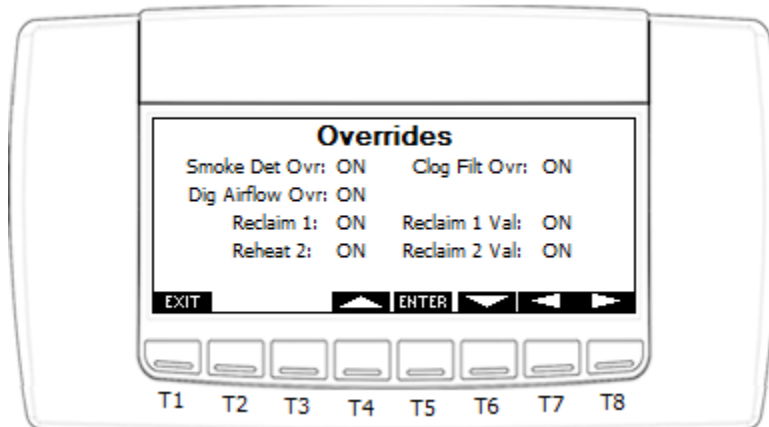 Overrides
Smoke Det Ovr: ON Clog Filt Ovr: ON
Dig Airflow Ovr: ON
Reclaim 1: ON Reclaim 1 Val: ON
Reheat 2: ON Reclaim 2 Val: ON
EXIT ENTER
T1 T2 T3 T4 T5 T6 T7 T8